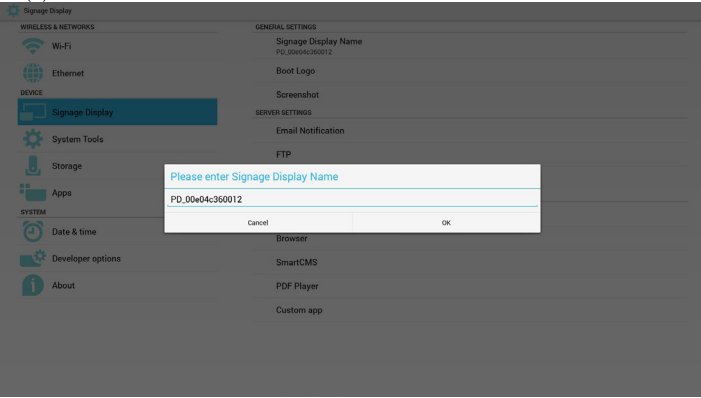 Signage Display
WIRELESS & NETWORKS
Wi-Fi
Ethernet
DEVICE
Signage Display
System Tools
Storage
Apps
SYSTEM
Date & time
Developer options
About
GENERAL SETTINGS
Signage Display Name
PD_00e04c360012
Boot Logo
Screenshot
SERVER SETTINGS
Email Notification
FTP
Please enter Signage Display Name
PD_00e04c360012
Cancel
OK
Browser
SmartCMS
PDF Player
Custom app